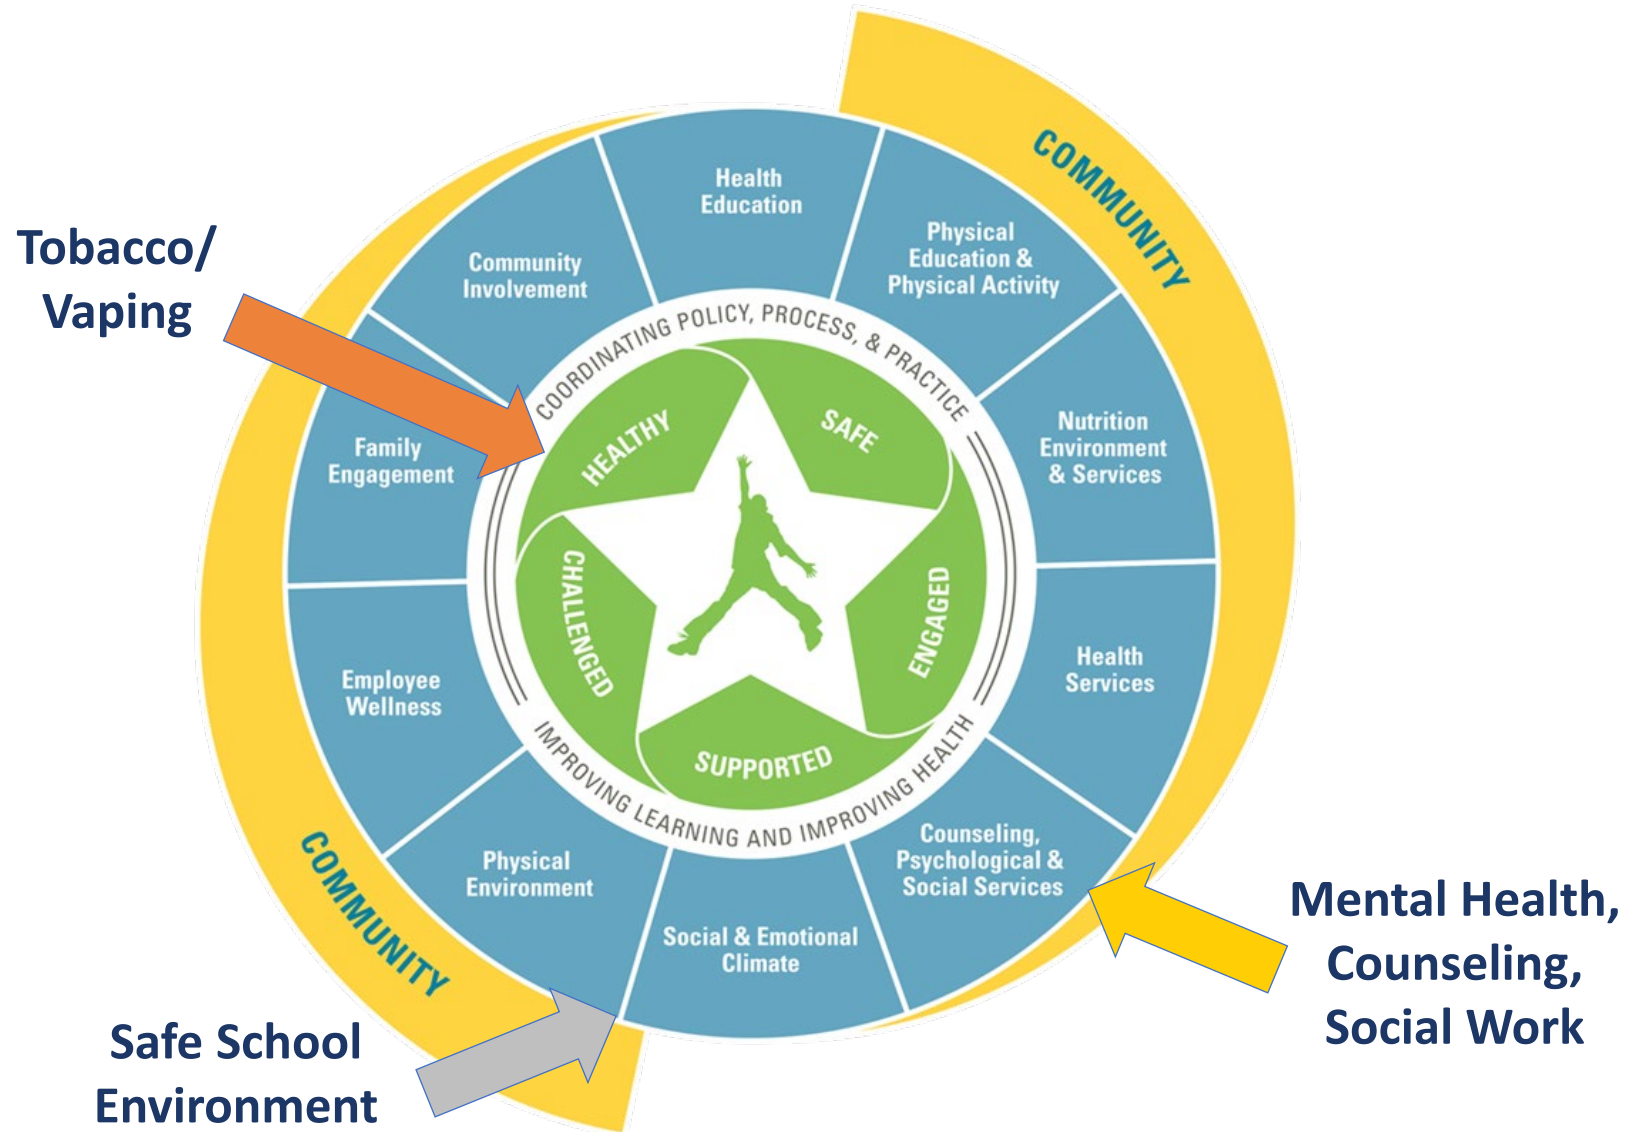 COMMUNITY
Health
Education
Physical
Education &
Physical Activity
Nutrition
Environment
& Services
Health
Services
Counseling,
Psychological &
Social Services
Social & Emotional
Climate
Physical
Environment
Employee
Wellness
Family
Engagement
Community
Involvement
COORDINATING POLICY, PROCESS, & PRACTICE
IMPROVING LEARNING AND IMPROVING HEALTH
HEALTHY
SAFE
ENGAGED
SUPPORTED
CHALLENGED
COMMUNITY
Tobacco/
Vaping
Mental Health,
Counseling,
Social Work
Safe School
Environment